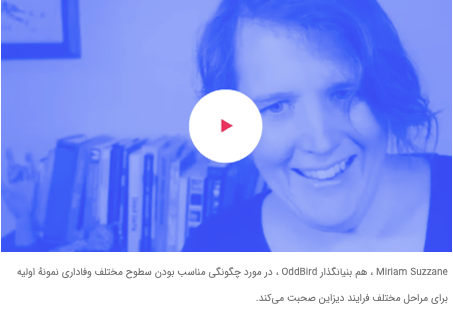 Miriam Suzzane ، هم بنیانگذار OddBird ، در مورد چگونگی مناسب بودن سطوح مختلف وفاداری نمونهٔ اولیه
برای مراحل مختلف فرایند دیزاین صحبت می‌کند.